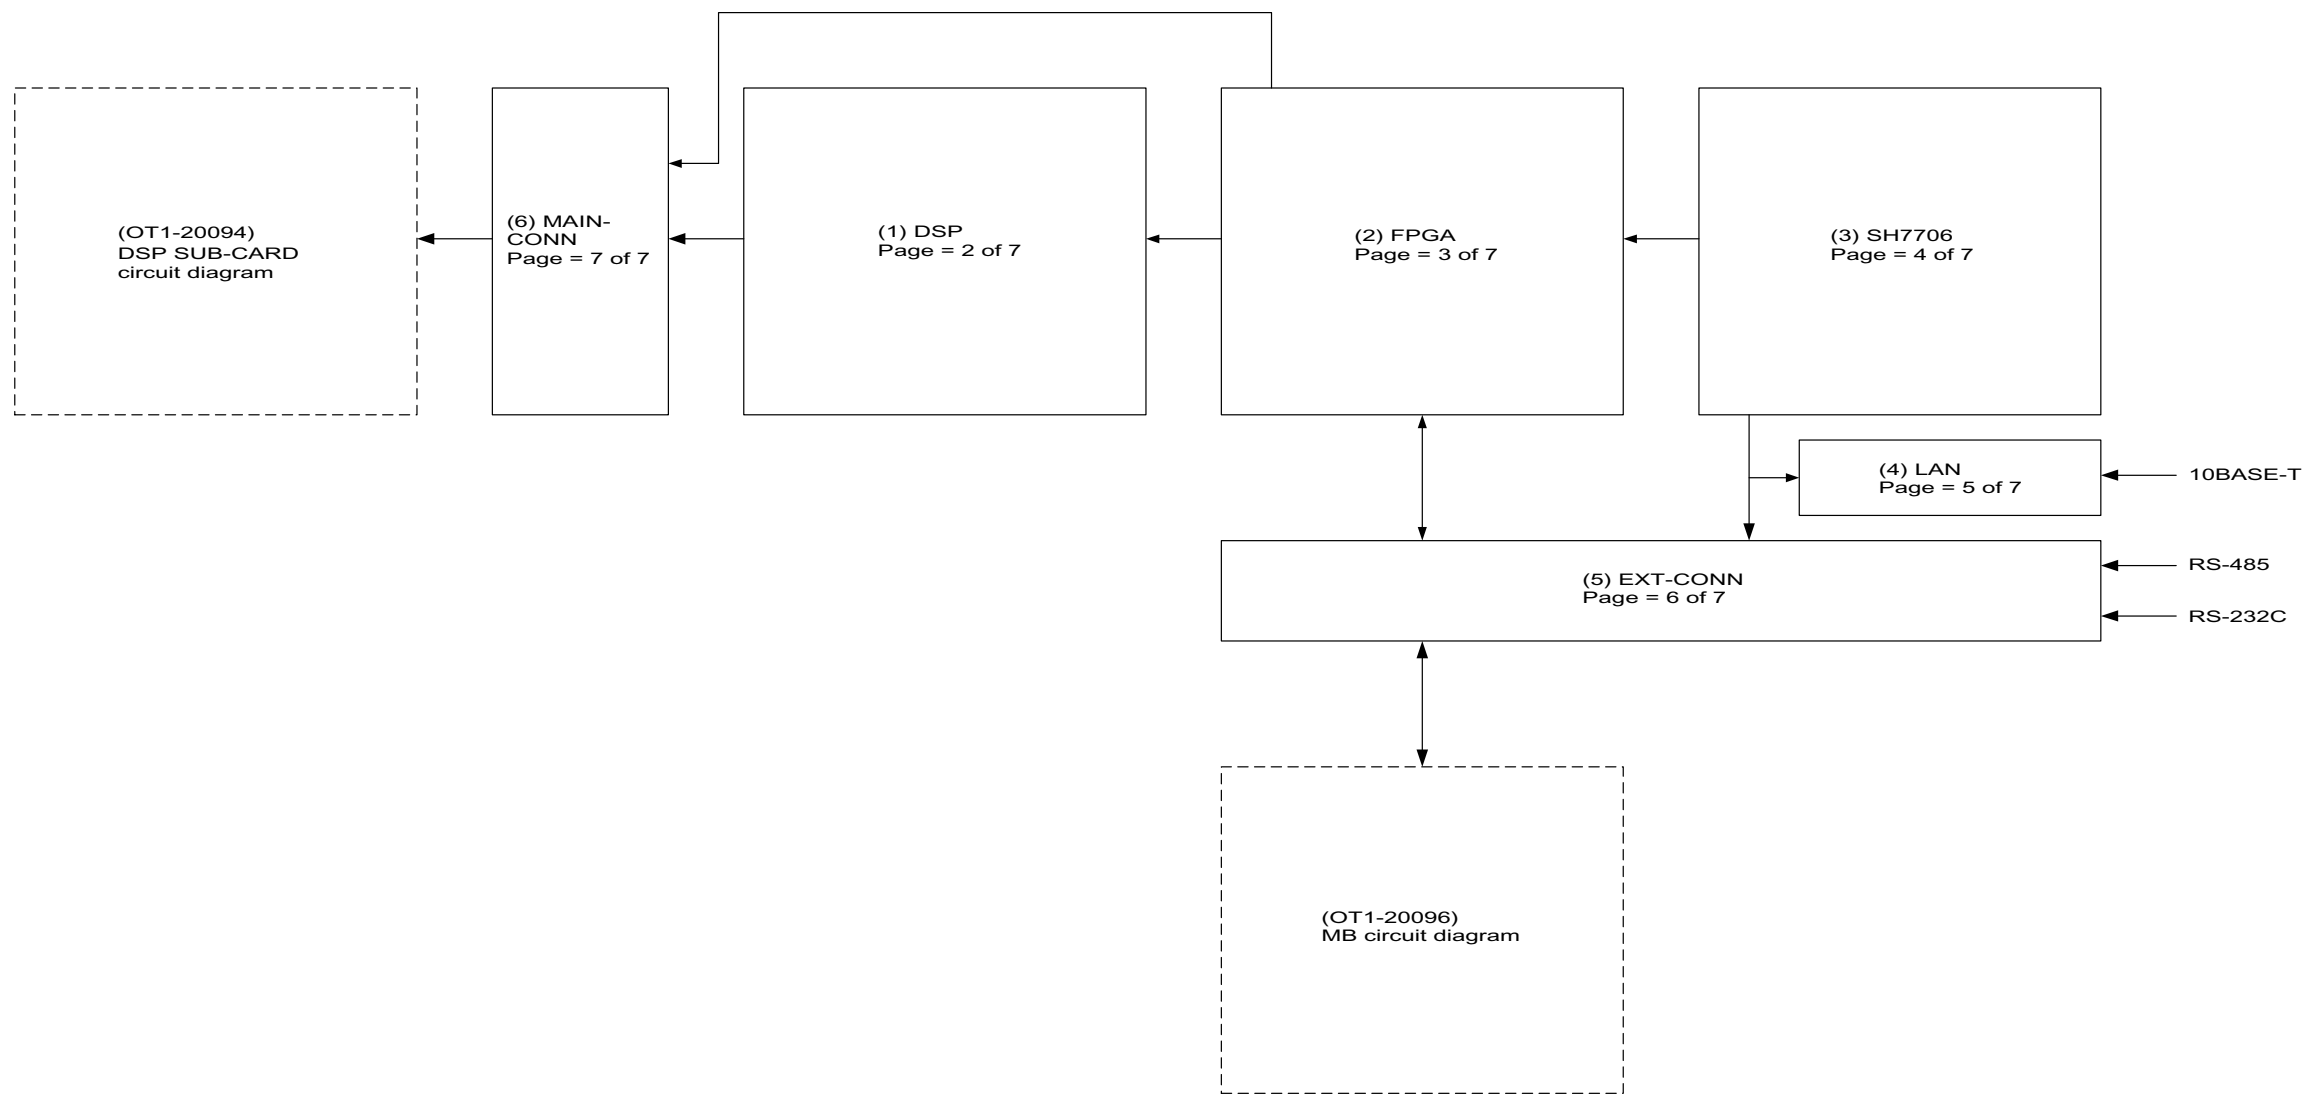 (OT1-20094)
DSP SUB-CARD
circuit diagram
(6) MAIN-
CONN
Page = 7 of 7
(1) DSP
Page = 2 of 7
(2) FPGA
Page = 3 of 7
(3) SH7706
Page = 4 of 7
(4) LAN
Page = 5 of 7
10BASE-T
(5) EXT-CONN
Page = 6 of 7
RS-485
RS-232C
(OT1-20096)
MB circuit diagram